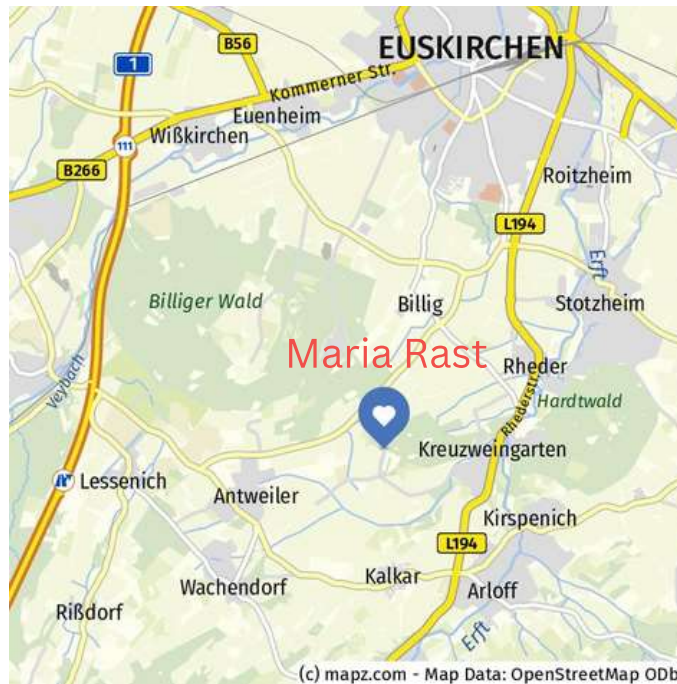 EUSKIRCHEN
B56
1
Kommerner Str.
Euenheim
Wißkirchen
111
B266
Roitzheim
L194
Erft
Billiger Wald
Billig
Stotzheim
Maria Rast
Rheder
Veybach
Hardtwald
Rhederstr.
Kreuzweingarten
Lessenich
Antweiler
Kirspenich
L194
Kalkar
Wachendorf
Arloff
Rißdorf
Erft
(c) mapz.com - Map Data: OpenStreetMap ODb